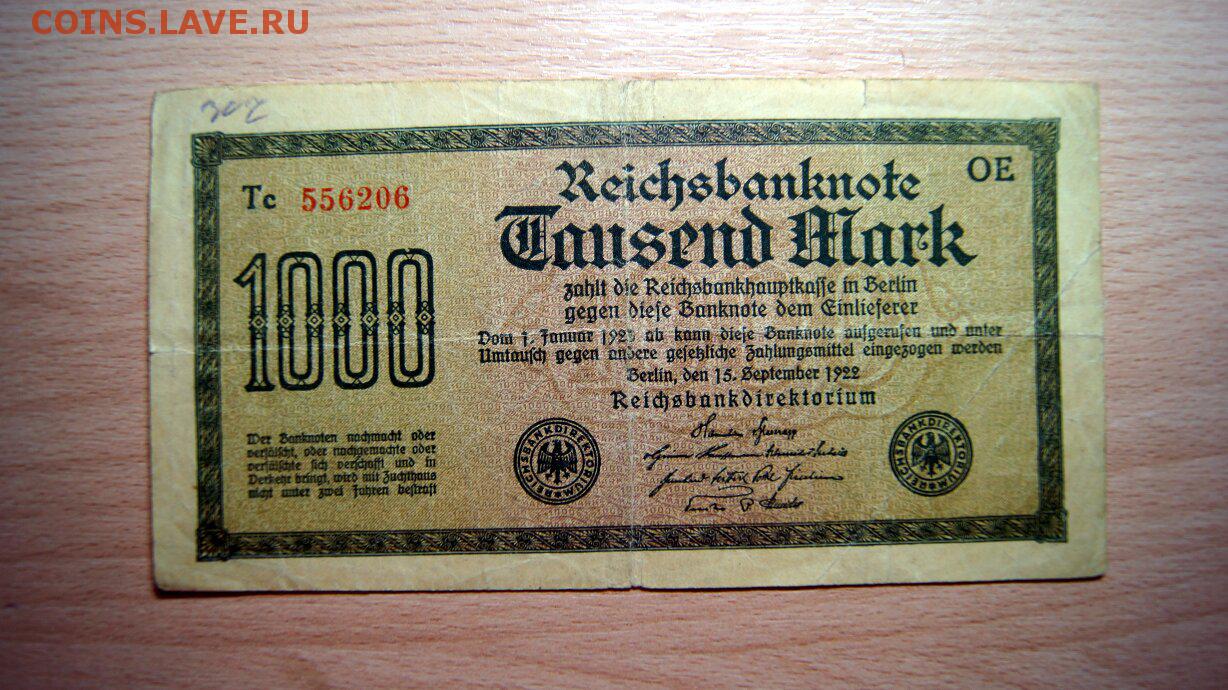 COINS.LAVE.RU
Tc 556206
OE
Reichsbanknote
Tausend Mark
zahlt die Reichsbankhauptkasse in Berlin
gegen diese Banknote dem Einlieferer
Vom 1. Januar 1923 ab kann diese Banknote aufgerufen und unter
Umtausch gegen andere gesetzliche Zahlungsmittel eingezogen werden
Berlin, den 15. September 1922
Reichsbankdirektorium
1000
Wer Banknoten nachmacht oder
verfälscht, oder nachgemachte oder
verfälschte sich verschafft und in
Verkehr bringt, wird mit Zuchthaus
nicht unter zwei Jahren bestraft
REICHSBANKDIREKTORIUM
REICHSBANKDIREKTORIUM